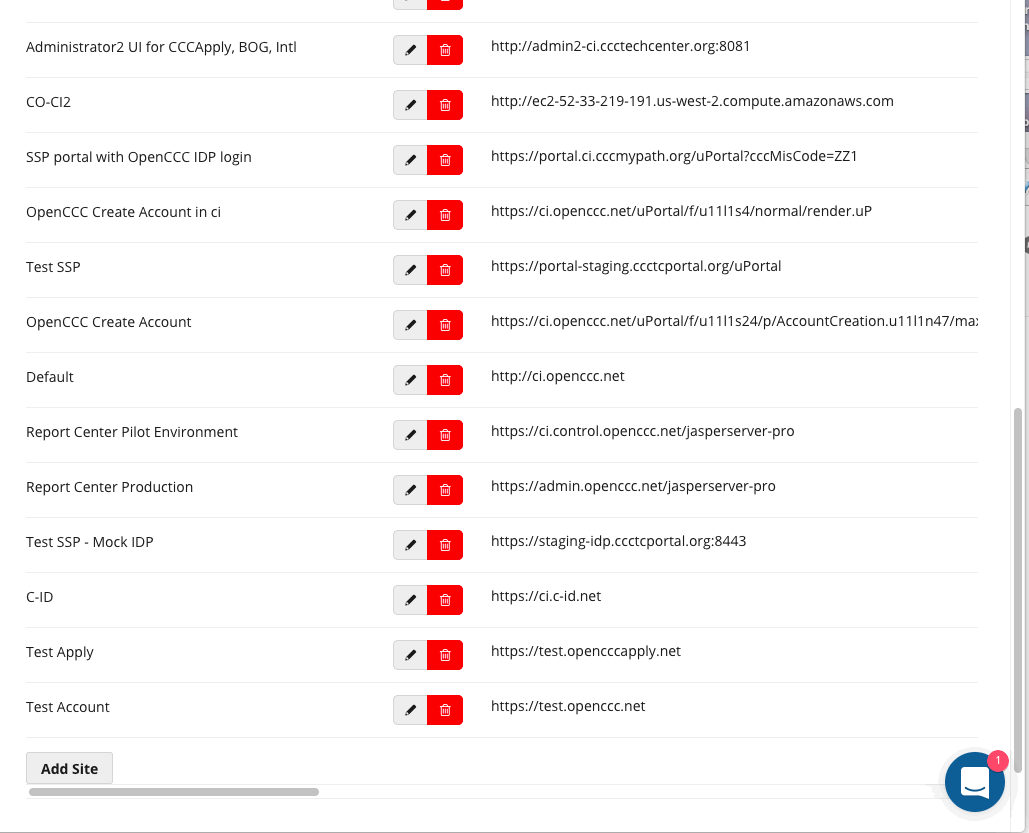 Administrator2 UI for CCCApply, BOG, Intl http://admin2-ci.ccctechcenter.org:8081
CO-CI2 http://ec2-52-33-219-191.us-west-2.compute.amazonaws.com
SSP portal with OpenCCC IDP login https://portal.ci.cccmypath.org/uPortal?cccMisCode=ZZ1
OpenCCC Create Account in ci https://ci.openccc.net/uPortal/f/u11l1s4/normal/render.uP
Test SSP https://portal-staging.ccctcportal.org/uPortal
OpenCCC Create Account https://ci.openccc.net/uPortal/f/u11l1s24/p/AccountCreation.u11l1n47/max
Default http://ci.openccc.net
Report Center Pilot Environment https://ci.control.openccc.net/jasperserver-pro
Report Center Production https://admin.openccc.net/jasperserver-pro
Test SSP - Mock IDP https://staging-idp.ccctcportal.org:8443
C-ID https://ci.c-id.net
Test Apply https://test.opencccapply.net
Test Account https://test.openccc.net
Add Site
1